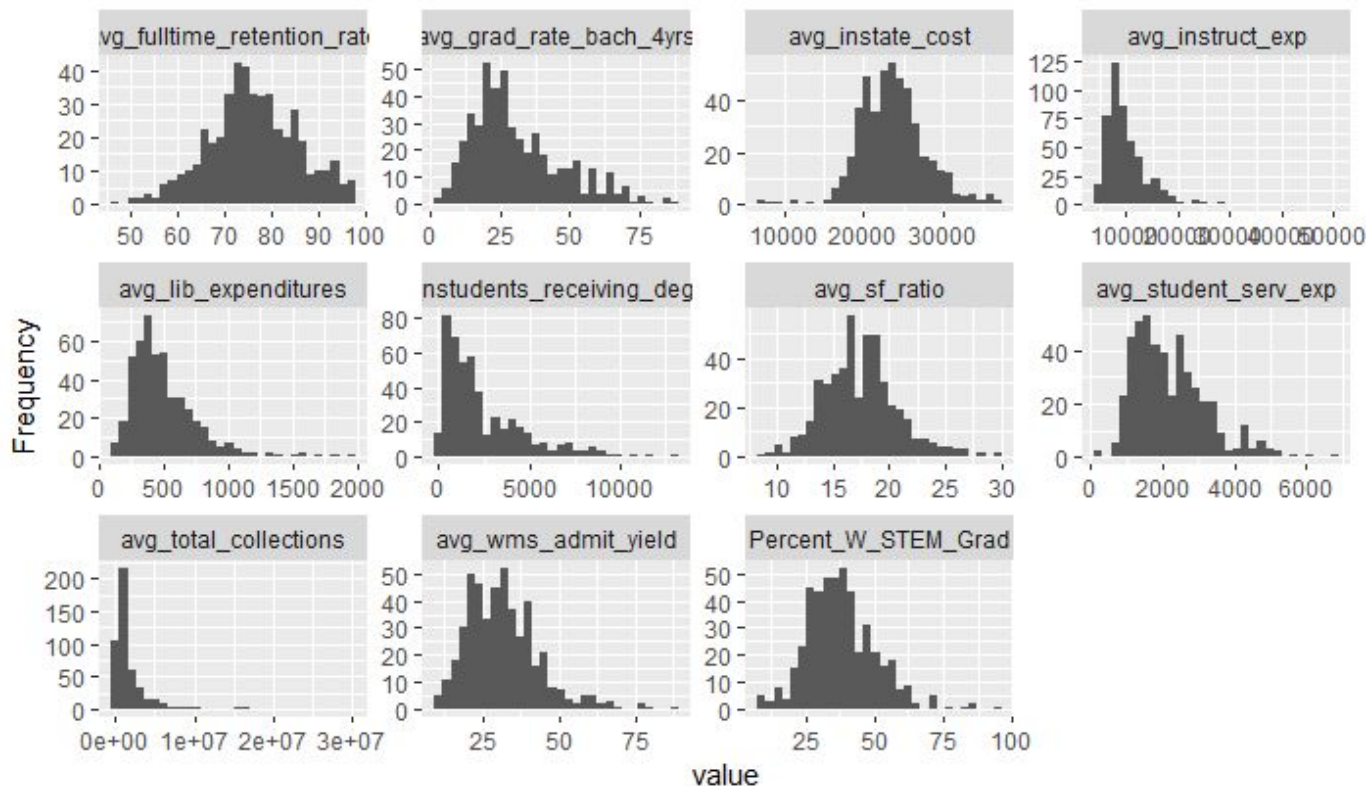 vg_fulltime_retention_rat
avg_grad_rate_bach_4yrs
avg_instate_cost
avg_instruct_exp
40
30
20
10
0
50 60 70 80 90 100
50
40
30
20
10
0
0 25 50 75
40
20
0
10000 20000 30000
125
100
75
50
25
0
10000 20000 30000 40000 50000
Frequency
avg_lib_expenditures
nstudents_receiving_deg
avg_sf_ratio
avg_student_serv_exp
60
40
20
0
0 500 1000 1500 2000
80
60
40
20
0
0 5000 10000
40
20
0
10 15 20 25 30
40
20
0
0 2000 4000 6000
avg_total_collections
avg_wms_admit_yield
Percent_W_STEM_Grad
200
150
100
50
0
0e+00 1e+07 2e+07 3e+07
50
40
30
20
10
0
25 50 75
50
40
30
20
10
0
25 50 75 100
value